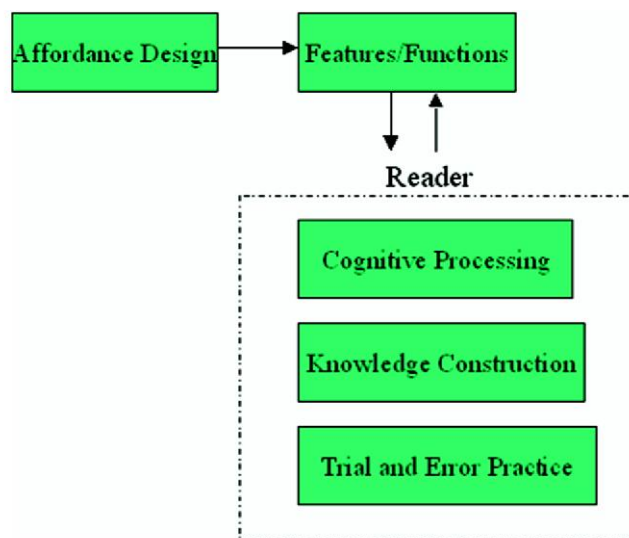 Affordance Design
Features/Functions
Reader
Cognitive Processing
Knowledge Construction
Trial and Error Practice